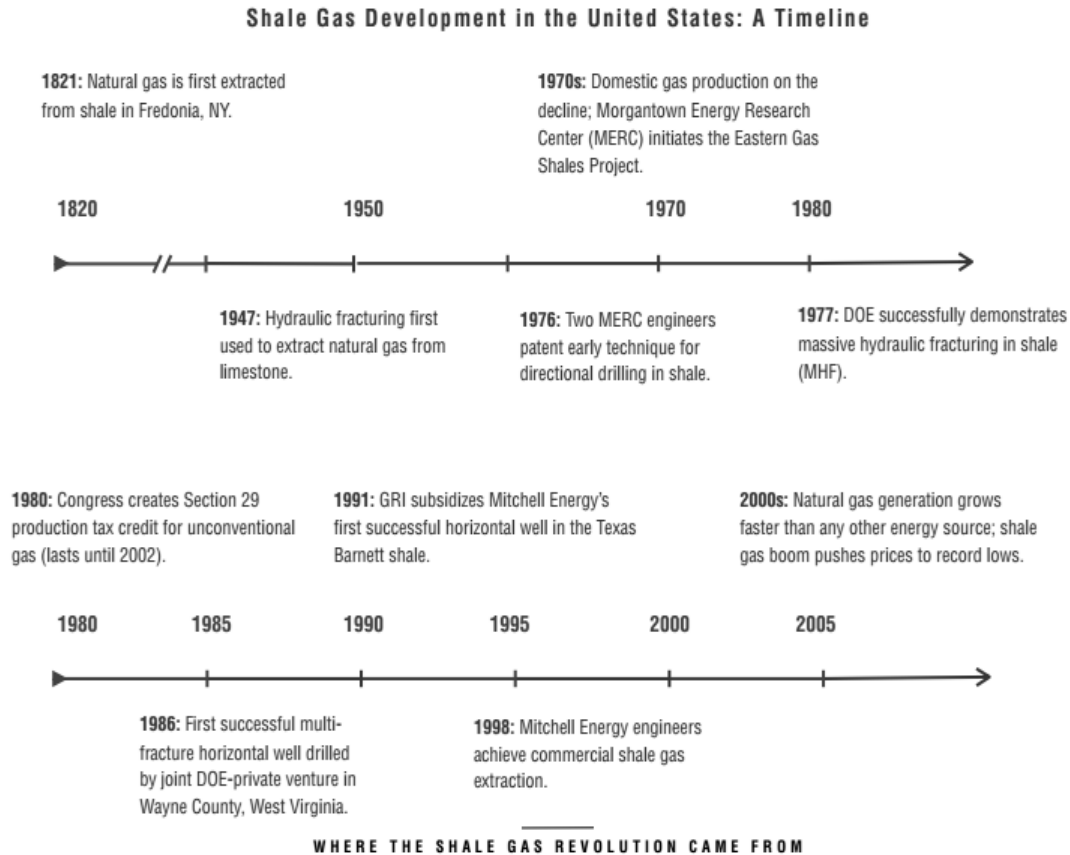 Shale Gas Development in the United States: A Timeline
1821: Natural gas is first extracted
from shale in Fredonia, NY.
1970s: Domestic gas production on the
decline; Morgantown Energy Research
Center (MERC) initiates the Eastern Gas
Shales Project.
1820
1950
1970
1980
1947: Hydraulic fracturing first
used to extract natural gas from
limestone.
1976: Two MERC engineers
patent early technique for
directional drilling in shale.
1977: DOE successfully demonstrates
massive hydraulic fracturing in shale
(MHF).
1980: Congress creates Section 29
production tax credit for unconventional
gas (lasts until 2002).
1991: GRI subsidizes Mitchell Energy’s
first successful horizontal well in the Texas
Barnett shale.
2000s: Natural gas generation grows
faster than any other energy source; shale
gas boom pushes prices to record lows.
1980
1985
1990
1995
2000
2005
1986: First successful multi-
fracture horizontal well drilled
by joint DOE-private venture in
Wayne County, West Virginia.
1998: Mitchell Energy engineers
achieve commercial shale gas
extraction.
WHERE THE SHALE GAS REVOLUTION CAME FROM